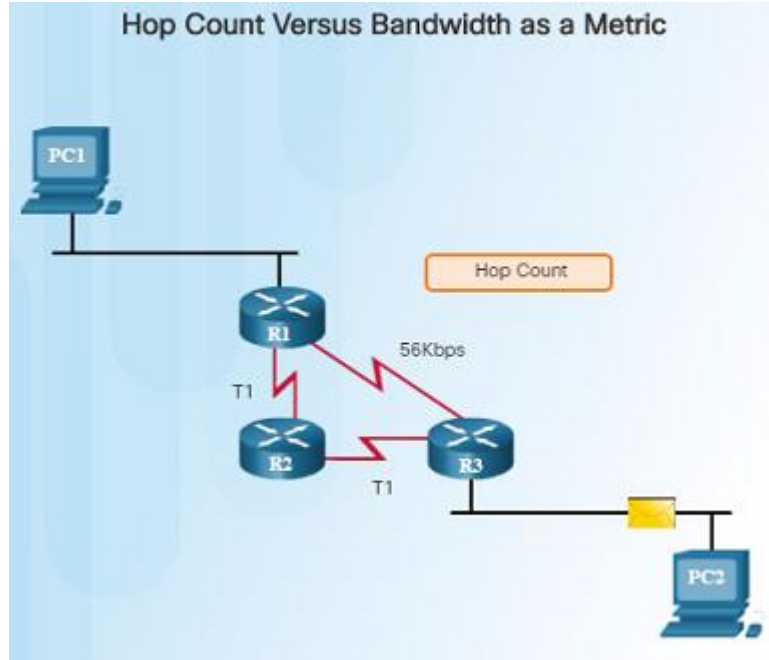 Hop Count Versus Bandwidth as a Metric
PC1
Hop Count
R1
56Kbps
T1
R2
R3
T1
PC2